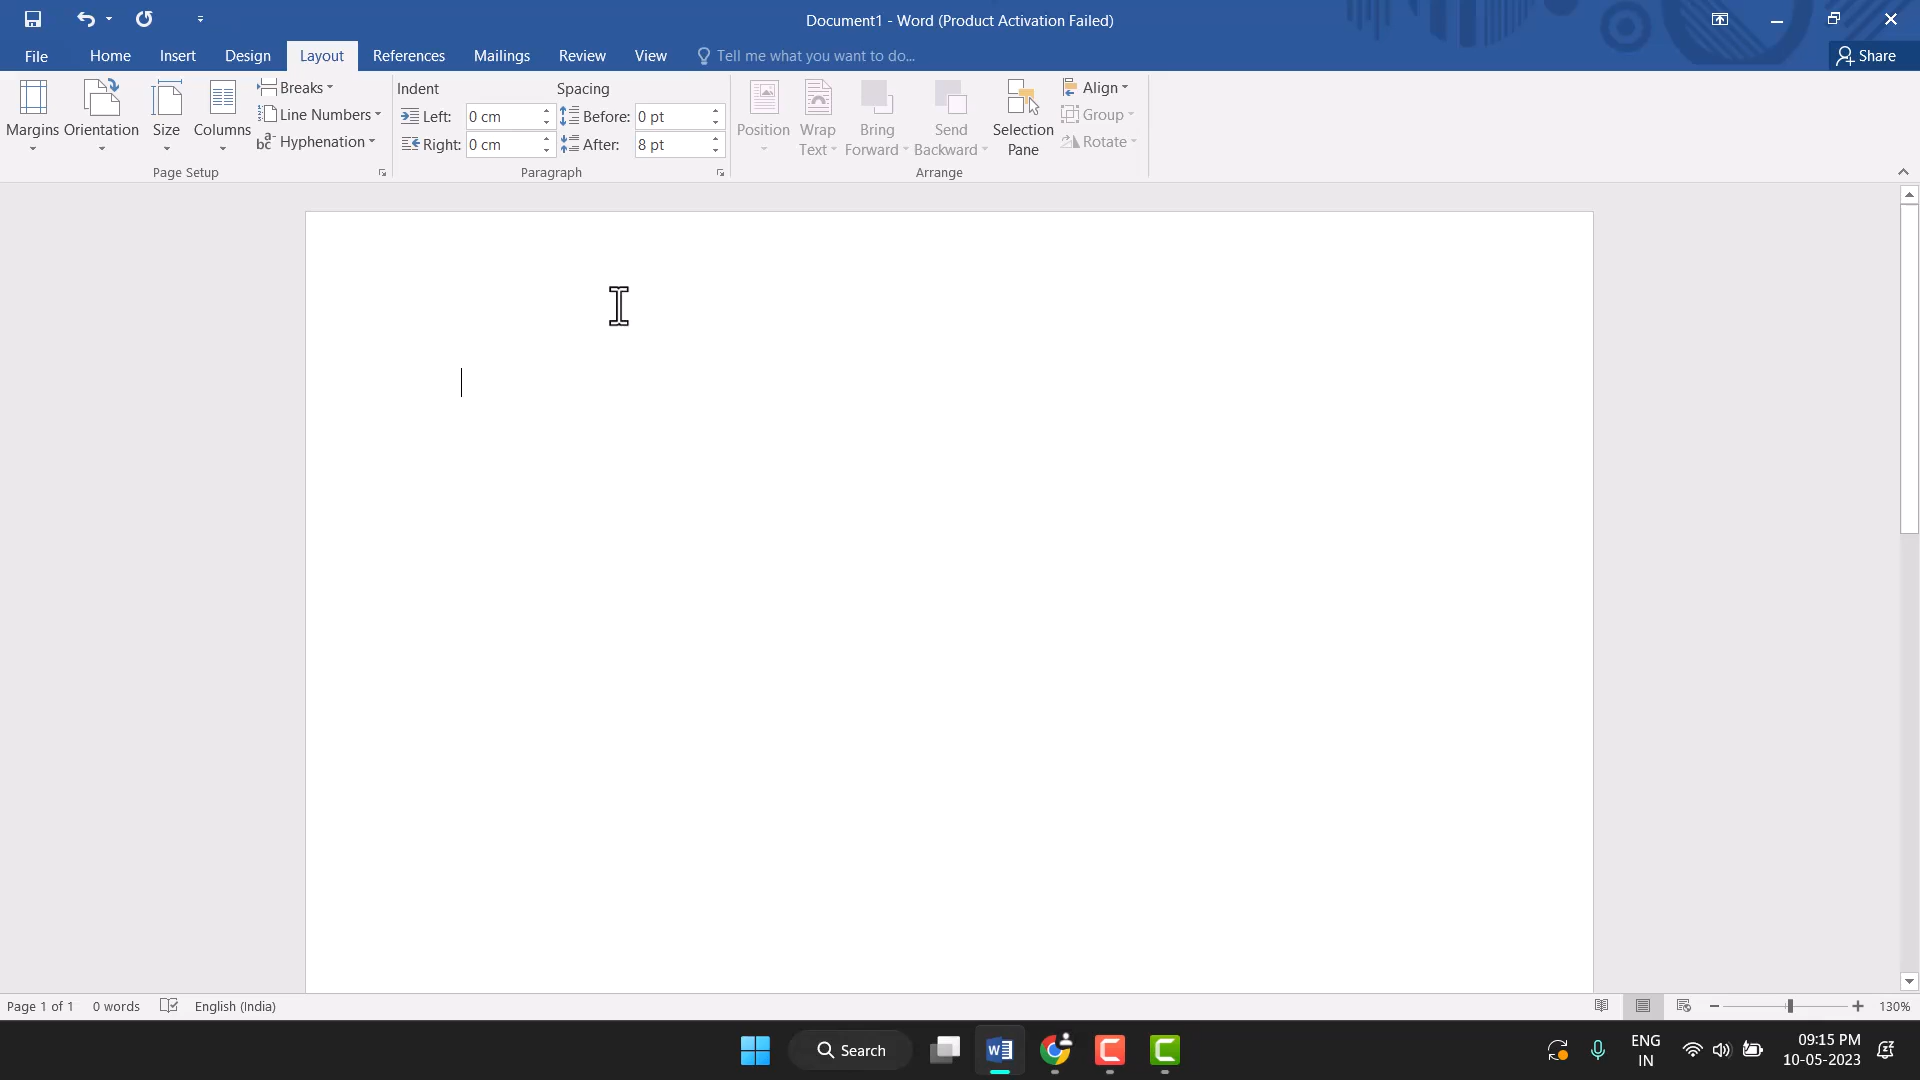 Document1 - Word (Product Activation Failed)
File Home Insert Design Layout References Mailings Review View Tell me what you want to do... Share
Margins Orientation Size Columns
Breaks
Line Numbers
Hyphenation
Page Setup
Indent Spacing
Left: 0 cm Before: 0 pt
Right: 0 cm After: 8 pt
Paragraph
Position Wrap Text Bring Forward Send Backward Selection Pane
Align
Group
Rotate
Arrange
Page 1 of 1 0 words English (India) 130%
Search
ENG
IN
09:15 PM
10-05-2023